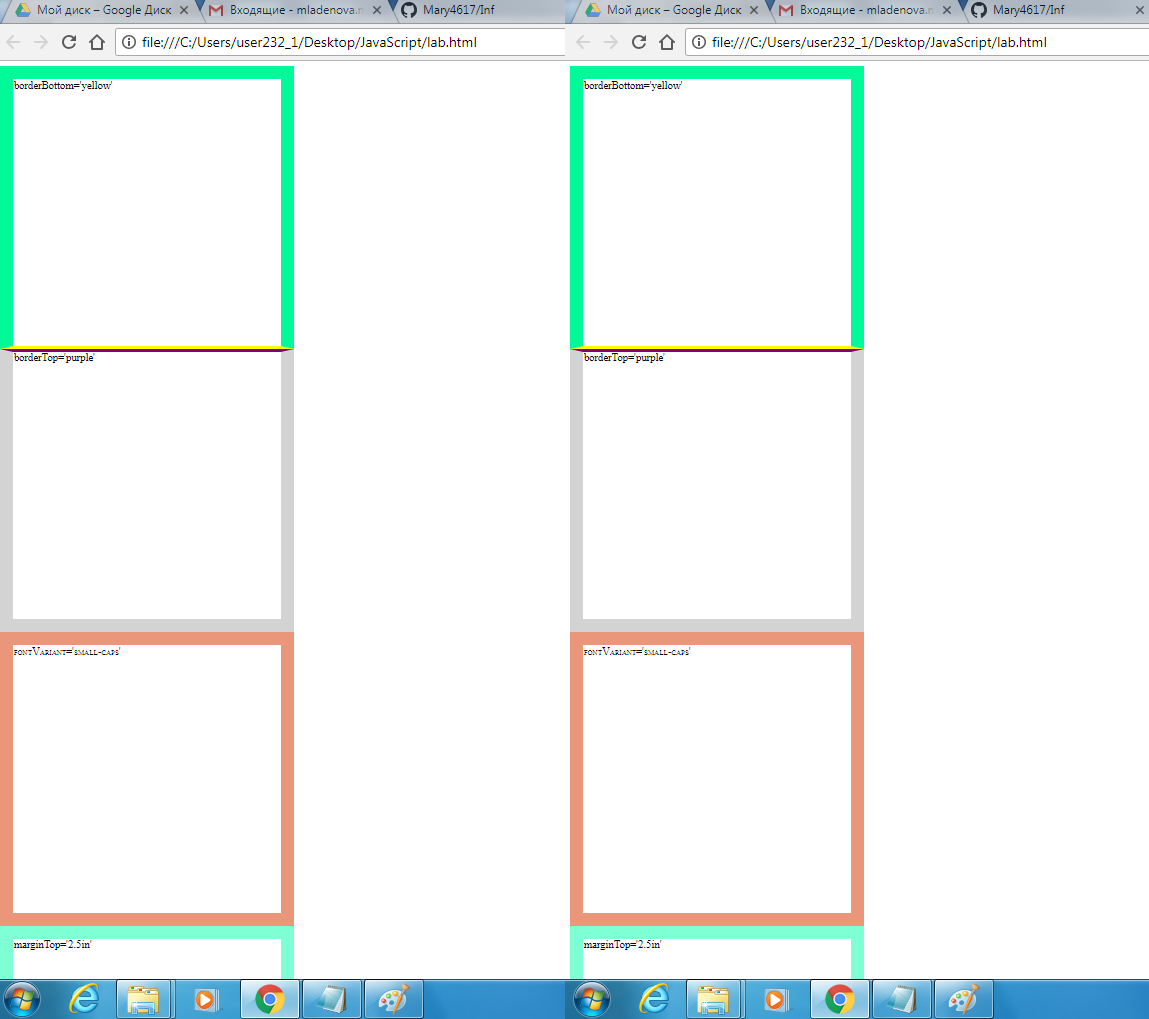 Мой диск – Google Диск
Входящие - mladenova.m
Mary4617/Inf
Мой диск – Google Диск
Входящие - mladenova.m
Mary4617/Inf
file:///C:/Users/user232_1/Desktop/JavaScript/lab.html
file:///C:/Users/user232_1/Desktop/JavaScript/lab.html
borderBottom='yellow'
borderBottom='yellow'
borderTop='purple'
borderTop='purple'
fontVariant='small-caps'
fontVariant='small-caps'
marginTop='2.5in'
marginTop='2.5in'